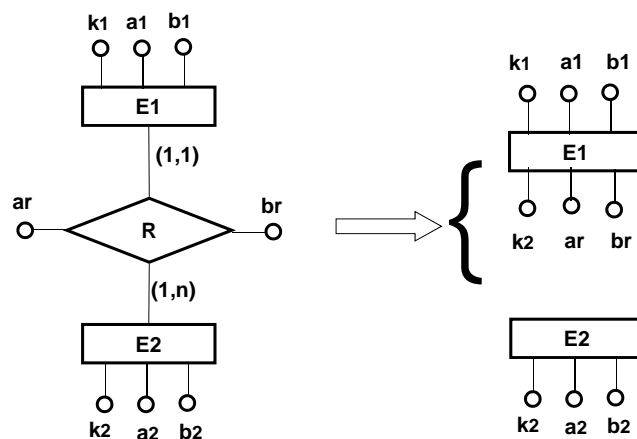 k1 a1 b1
E1
(1,1)
ar R br
(1,n)
E2
k2 a2 b2
k1 a1 b1
E1
k2 ar br
{
E2
k2 a2 b2